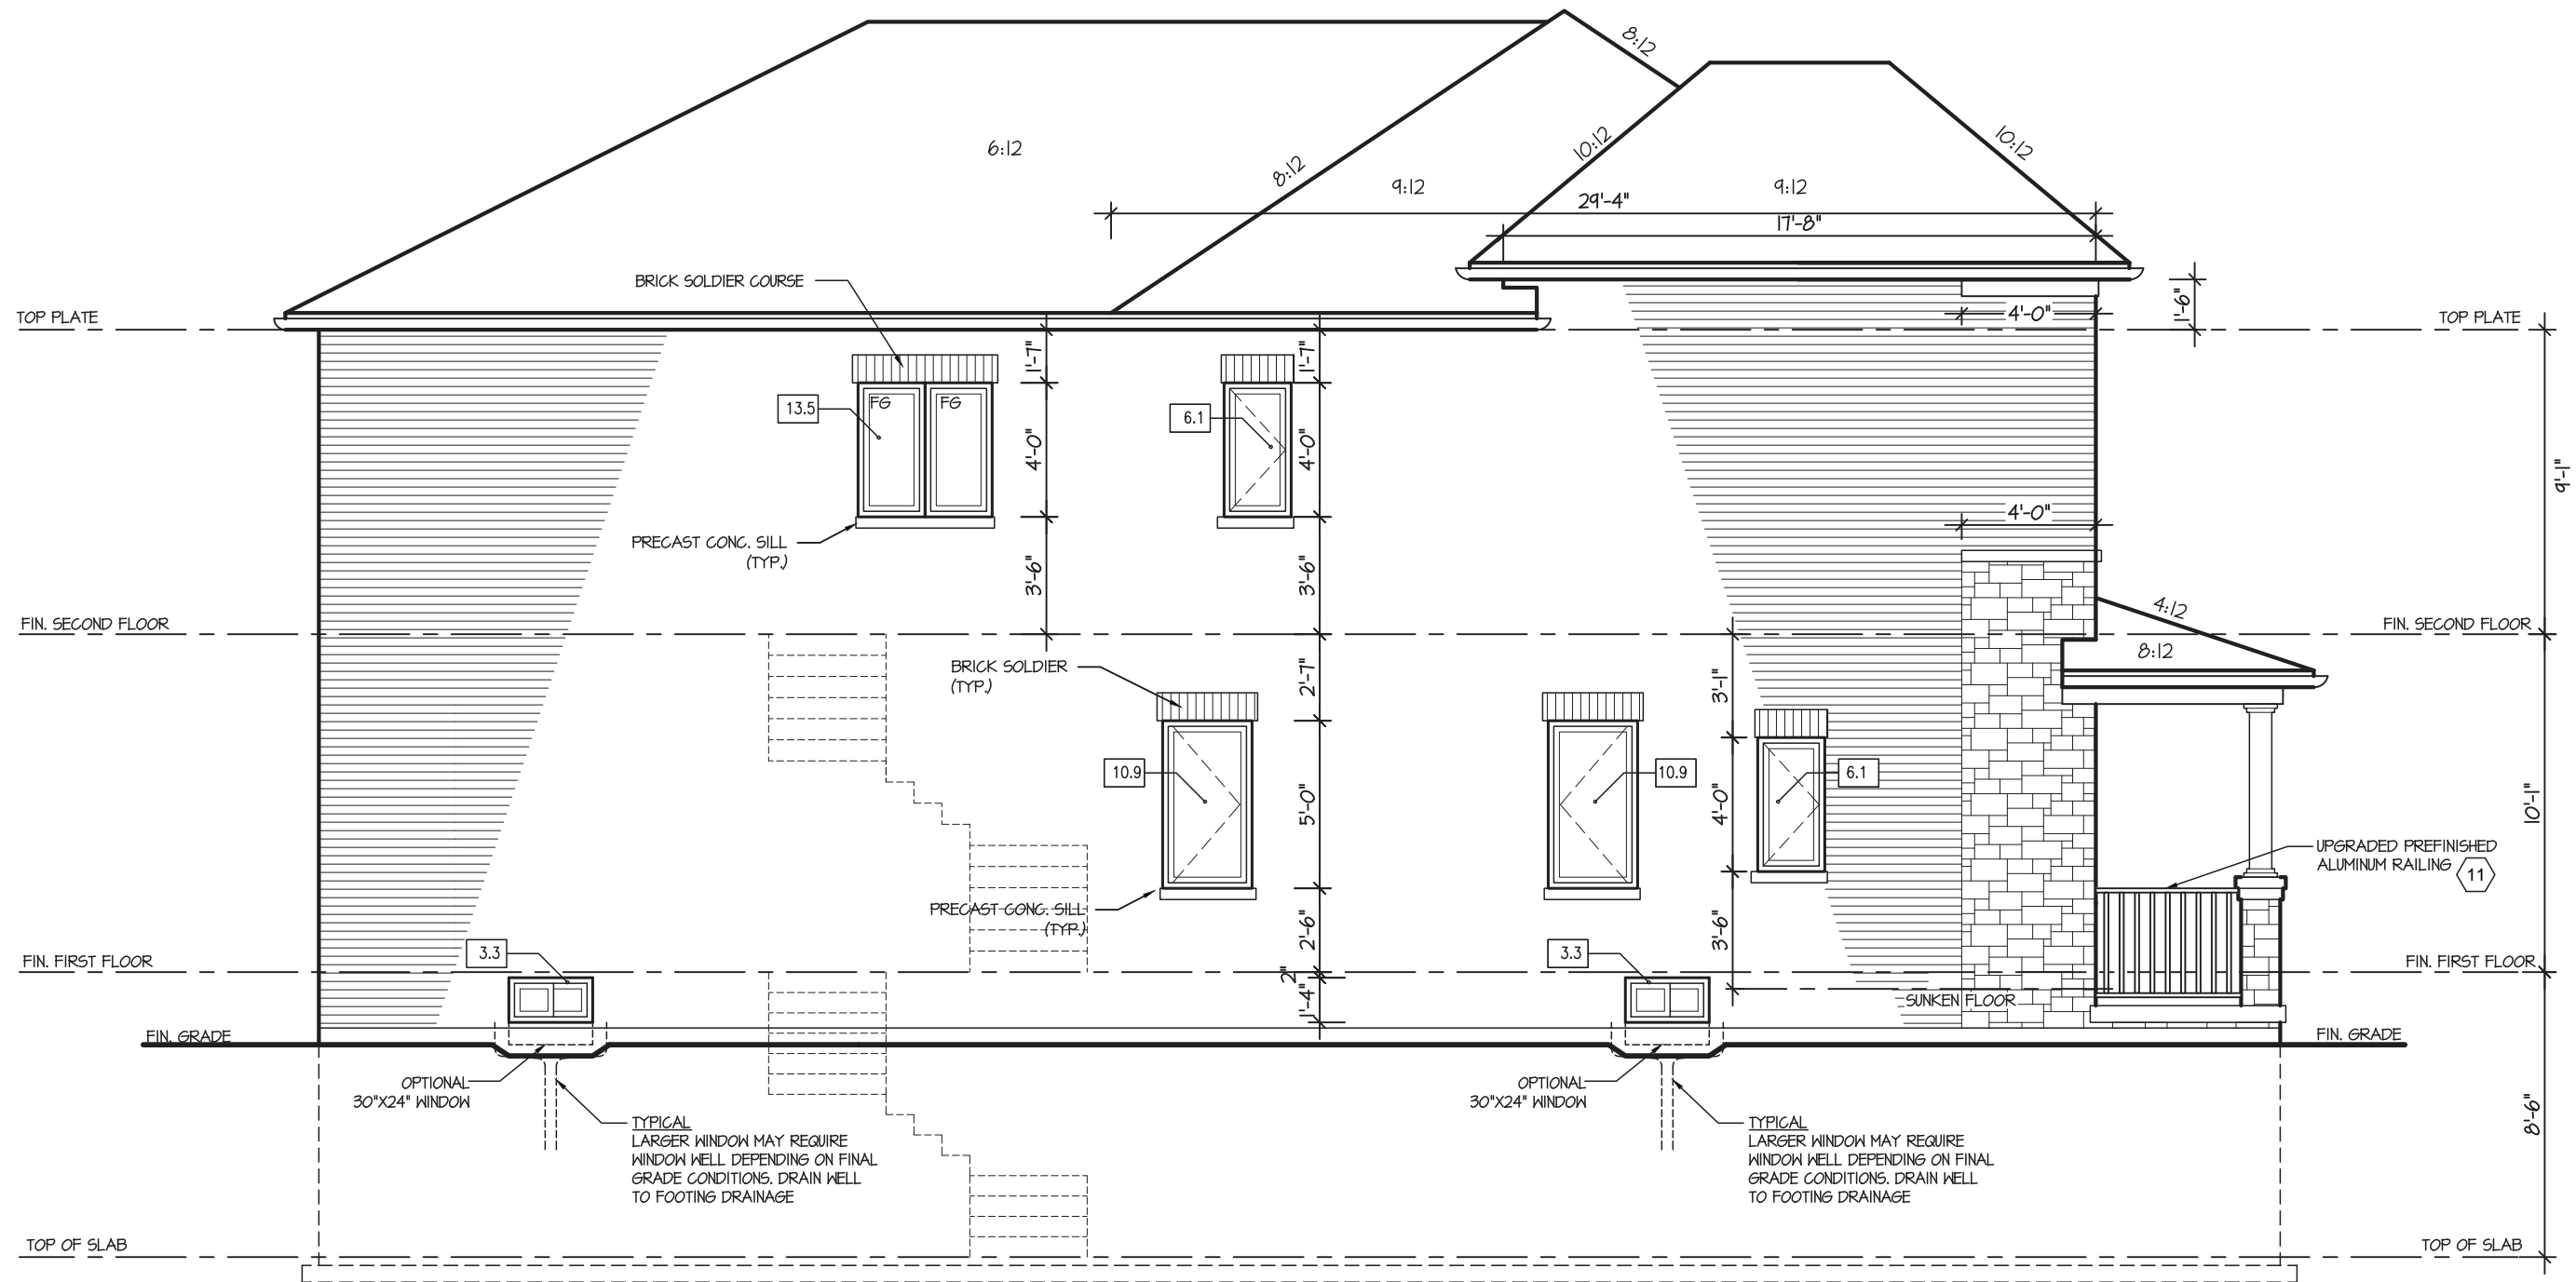 8:12
6:12
8:12
9:12
10:12
9:12
10:12
29'-4"
17'-8"
BRICK SOLDIER COURSE
TOP PLATE
TOP PLATE
4'-0"
1'-6"
1'-7"
1'-7"
13.5
FG
FG
6.1
4'-0"
4'-0"
9'-1"
4'-0"
PRECAST CONC. SILL
(TYP.)
3'-6"
3'-6"
4:12
FIN. SECOND FLOOR
FIN. SECOND FLOOR
8:12
BRICK SOLDIER
(TYP.)
2'-7"
3'-1"
10.9
10.9
6.1
5'-0"
4'-0"
10'-1"
UPGRADED PREFINISHED
ALUMINUM RAILING
11
PRECAST CONC. SILL
(TYP.)
2'-6"
3'-6"
3.3
3.3
FIN. FIRST FLOOR
FIN. FIRST FLOOR
2"
1'-4"
SUNKEN FLOOR
FIN. GRADE
FIN. GRADE
OPTIONAL
30"X24" WINDOW
OPTIONAL
30"X24" WINDOW
8'-6"
TYPICAL
LARGER WINDOW MAY REQUIRE
WINDOW WELL DEPENDING ON FINAL
GRADE CONDITIONS. DRAIN WELL
TO FOOTING DRAINAGE
TYPICAL
LARGER WINDOW MAY REQUIRE
WINDOW WELL DEPENDING ON FINAL
GRADE CONDITIONS. DRAIN WELL
TO FOOTING DRAINAGE
TOP OF SLAB
TOP OF SLAB